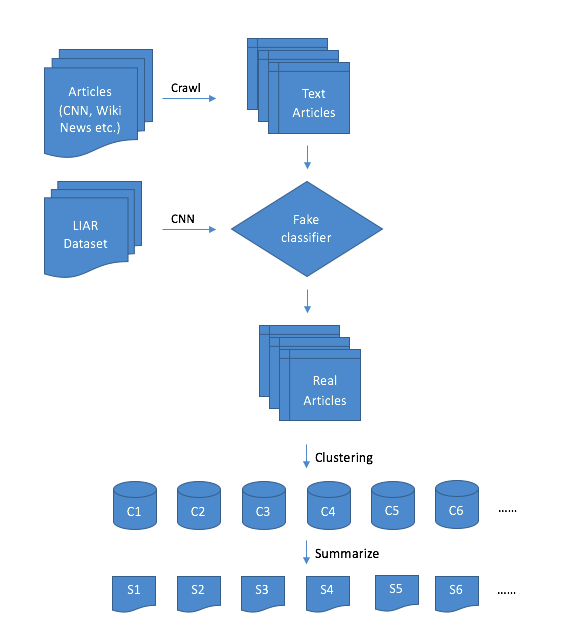 Articles
(CNN, Wiki
News etc.)
Crawl
Text
Articles
LIAR
Dataset
CNN
Fake
classifier
Real
Articles
Clustering
C1 C2 C3 C4 C5 C6 ......
Summarize
S1 S2 S3 S4 S5 S6 ......